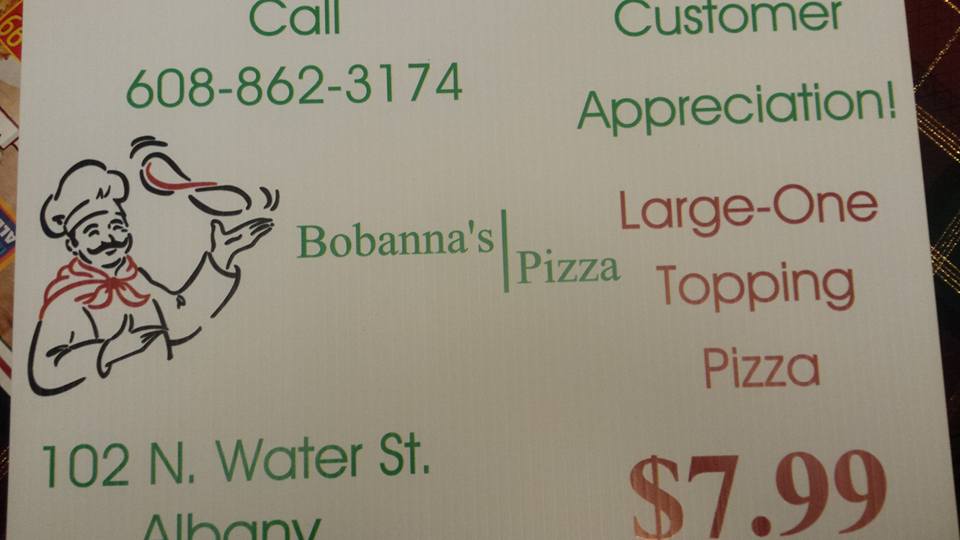 Call
608-862-3174
Bobanna's
Pizza
102 N. Water St.
Albany
Customer
Appreciation!
Large-One
Topping
Pizza
$7.99